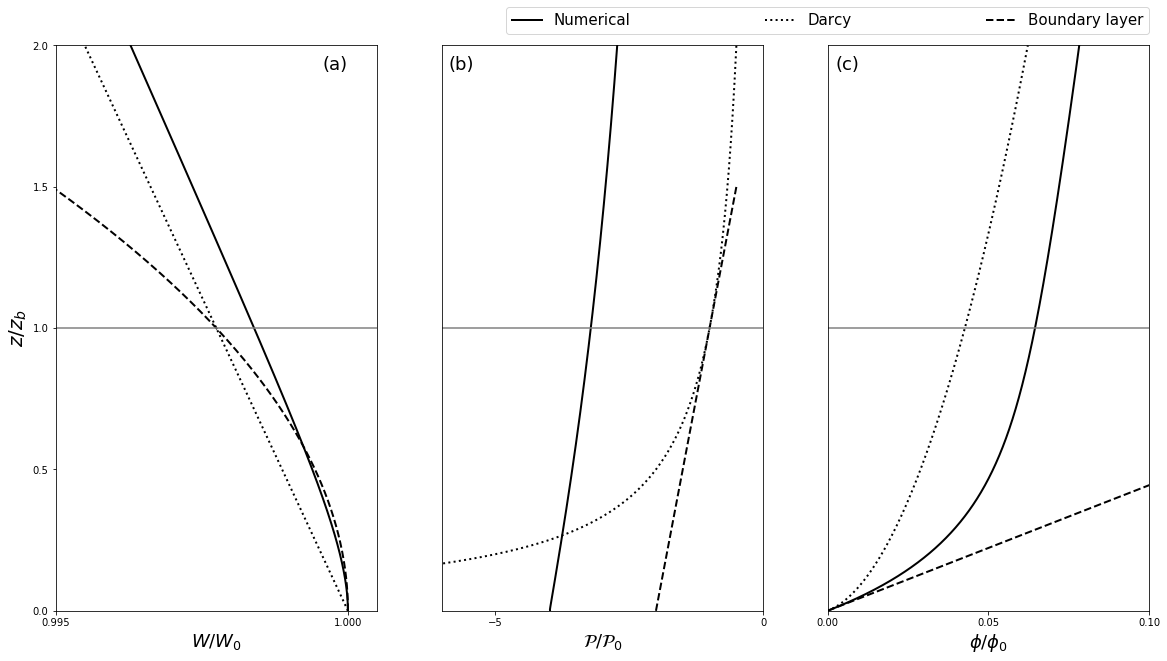 Numerical Darcy Boundary layer
(a) (b) (c)
2.0
1.5
1.0
0.5
0.0
z/z_b
0.995 1.000
W/W_0
−5 0
𝒫/𝒫_0
0.00 0.05 0.10
ϕ/ϕ_0